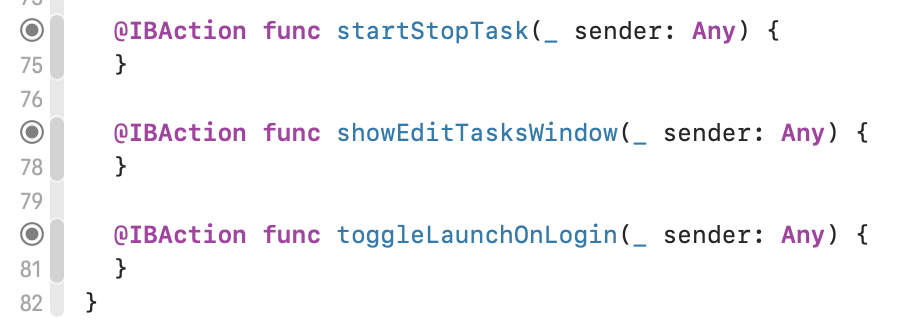 @IBAction func startStopTask(_ sender: Any) {
75 }
76
@IBAction func showEditTasksWindow(_ sender: Any) {
78 }
79
@IBAction func toggleLaunchOnLogin(_ sender: Any) {
81 }
82 }